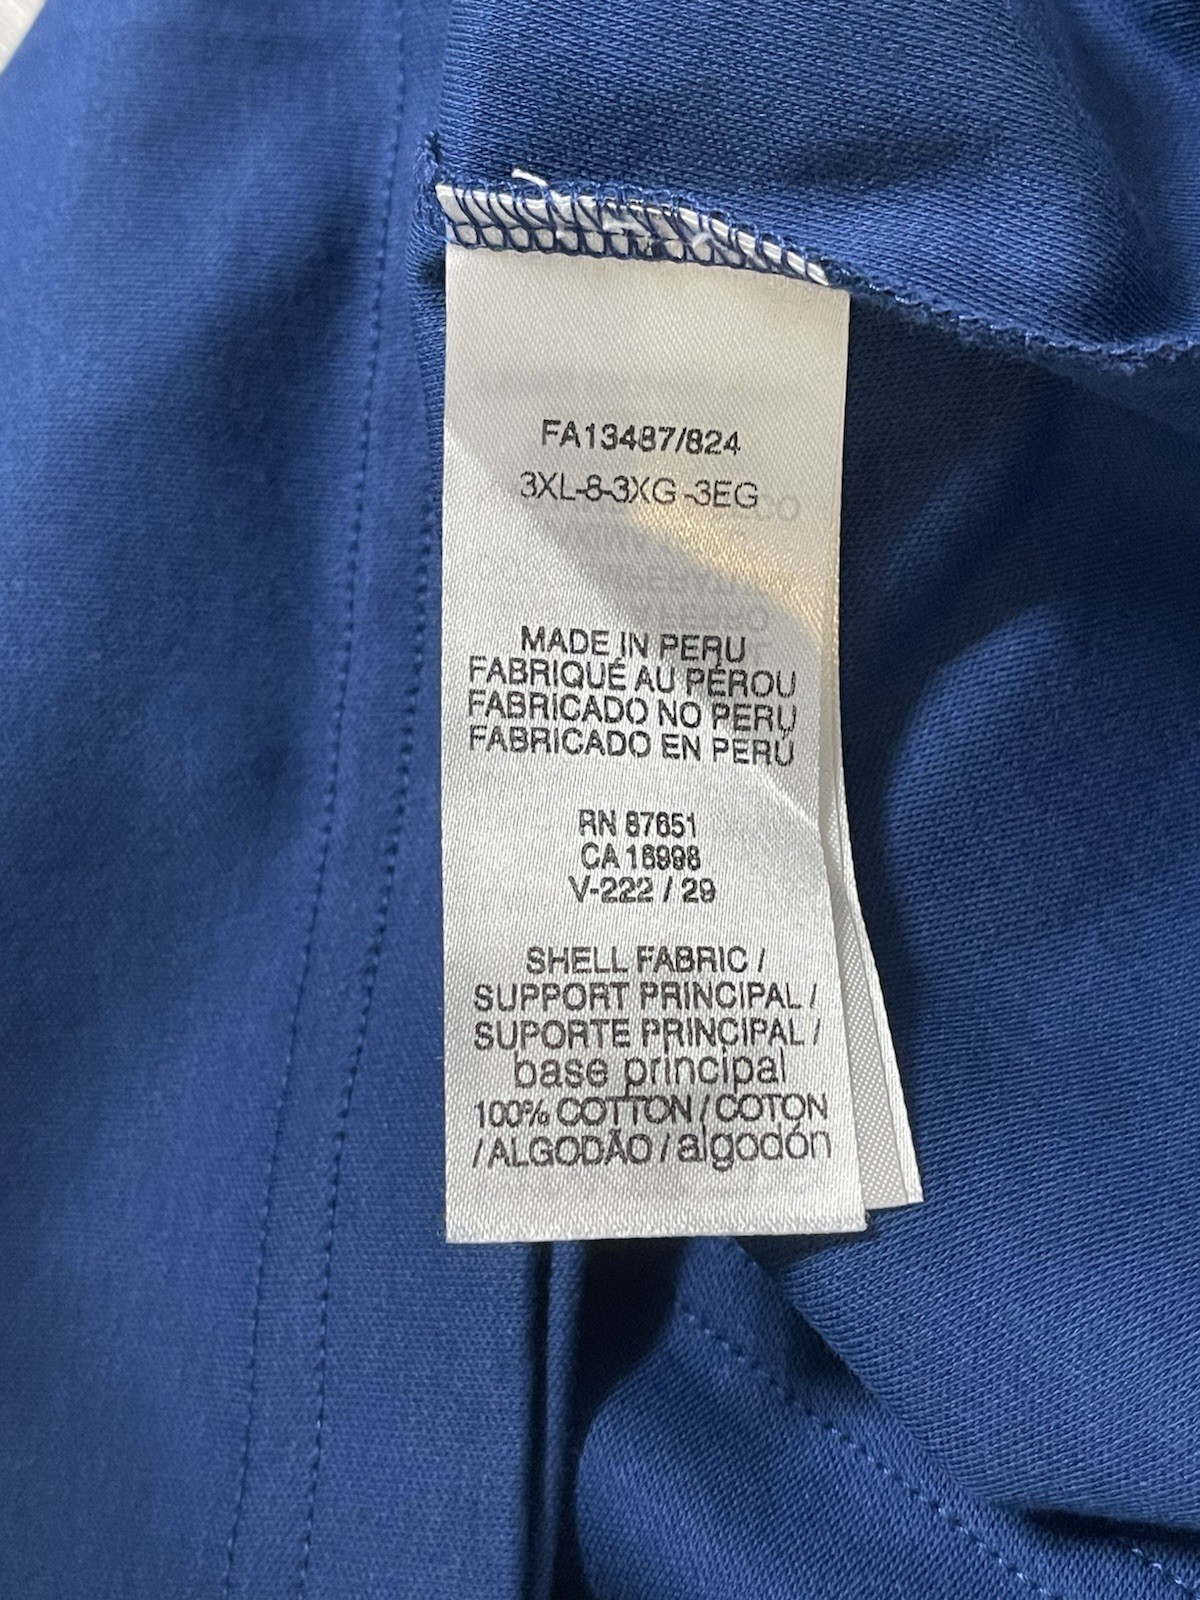 FA13487/824
3XL-8-3XG-3EG
MADE IN PERU
FABRIQUÉ AU PÉROU
FABRICADO NO PERU
FABRICADO EN PERÚ
RN 87651
CA 16998
V-222 / 29
SHELL FABRIC /
SUPPORT PRINCIPAL /
SUPORTE PRINCIPAL /
base principal
100% COTTON / COTON
/ ALGODÃO / algodón